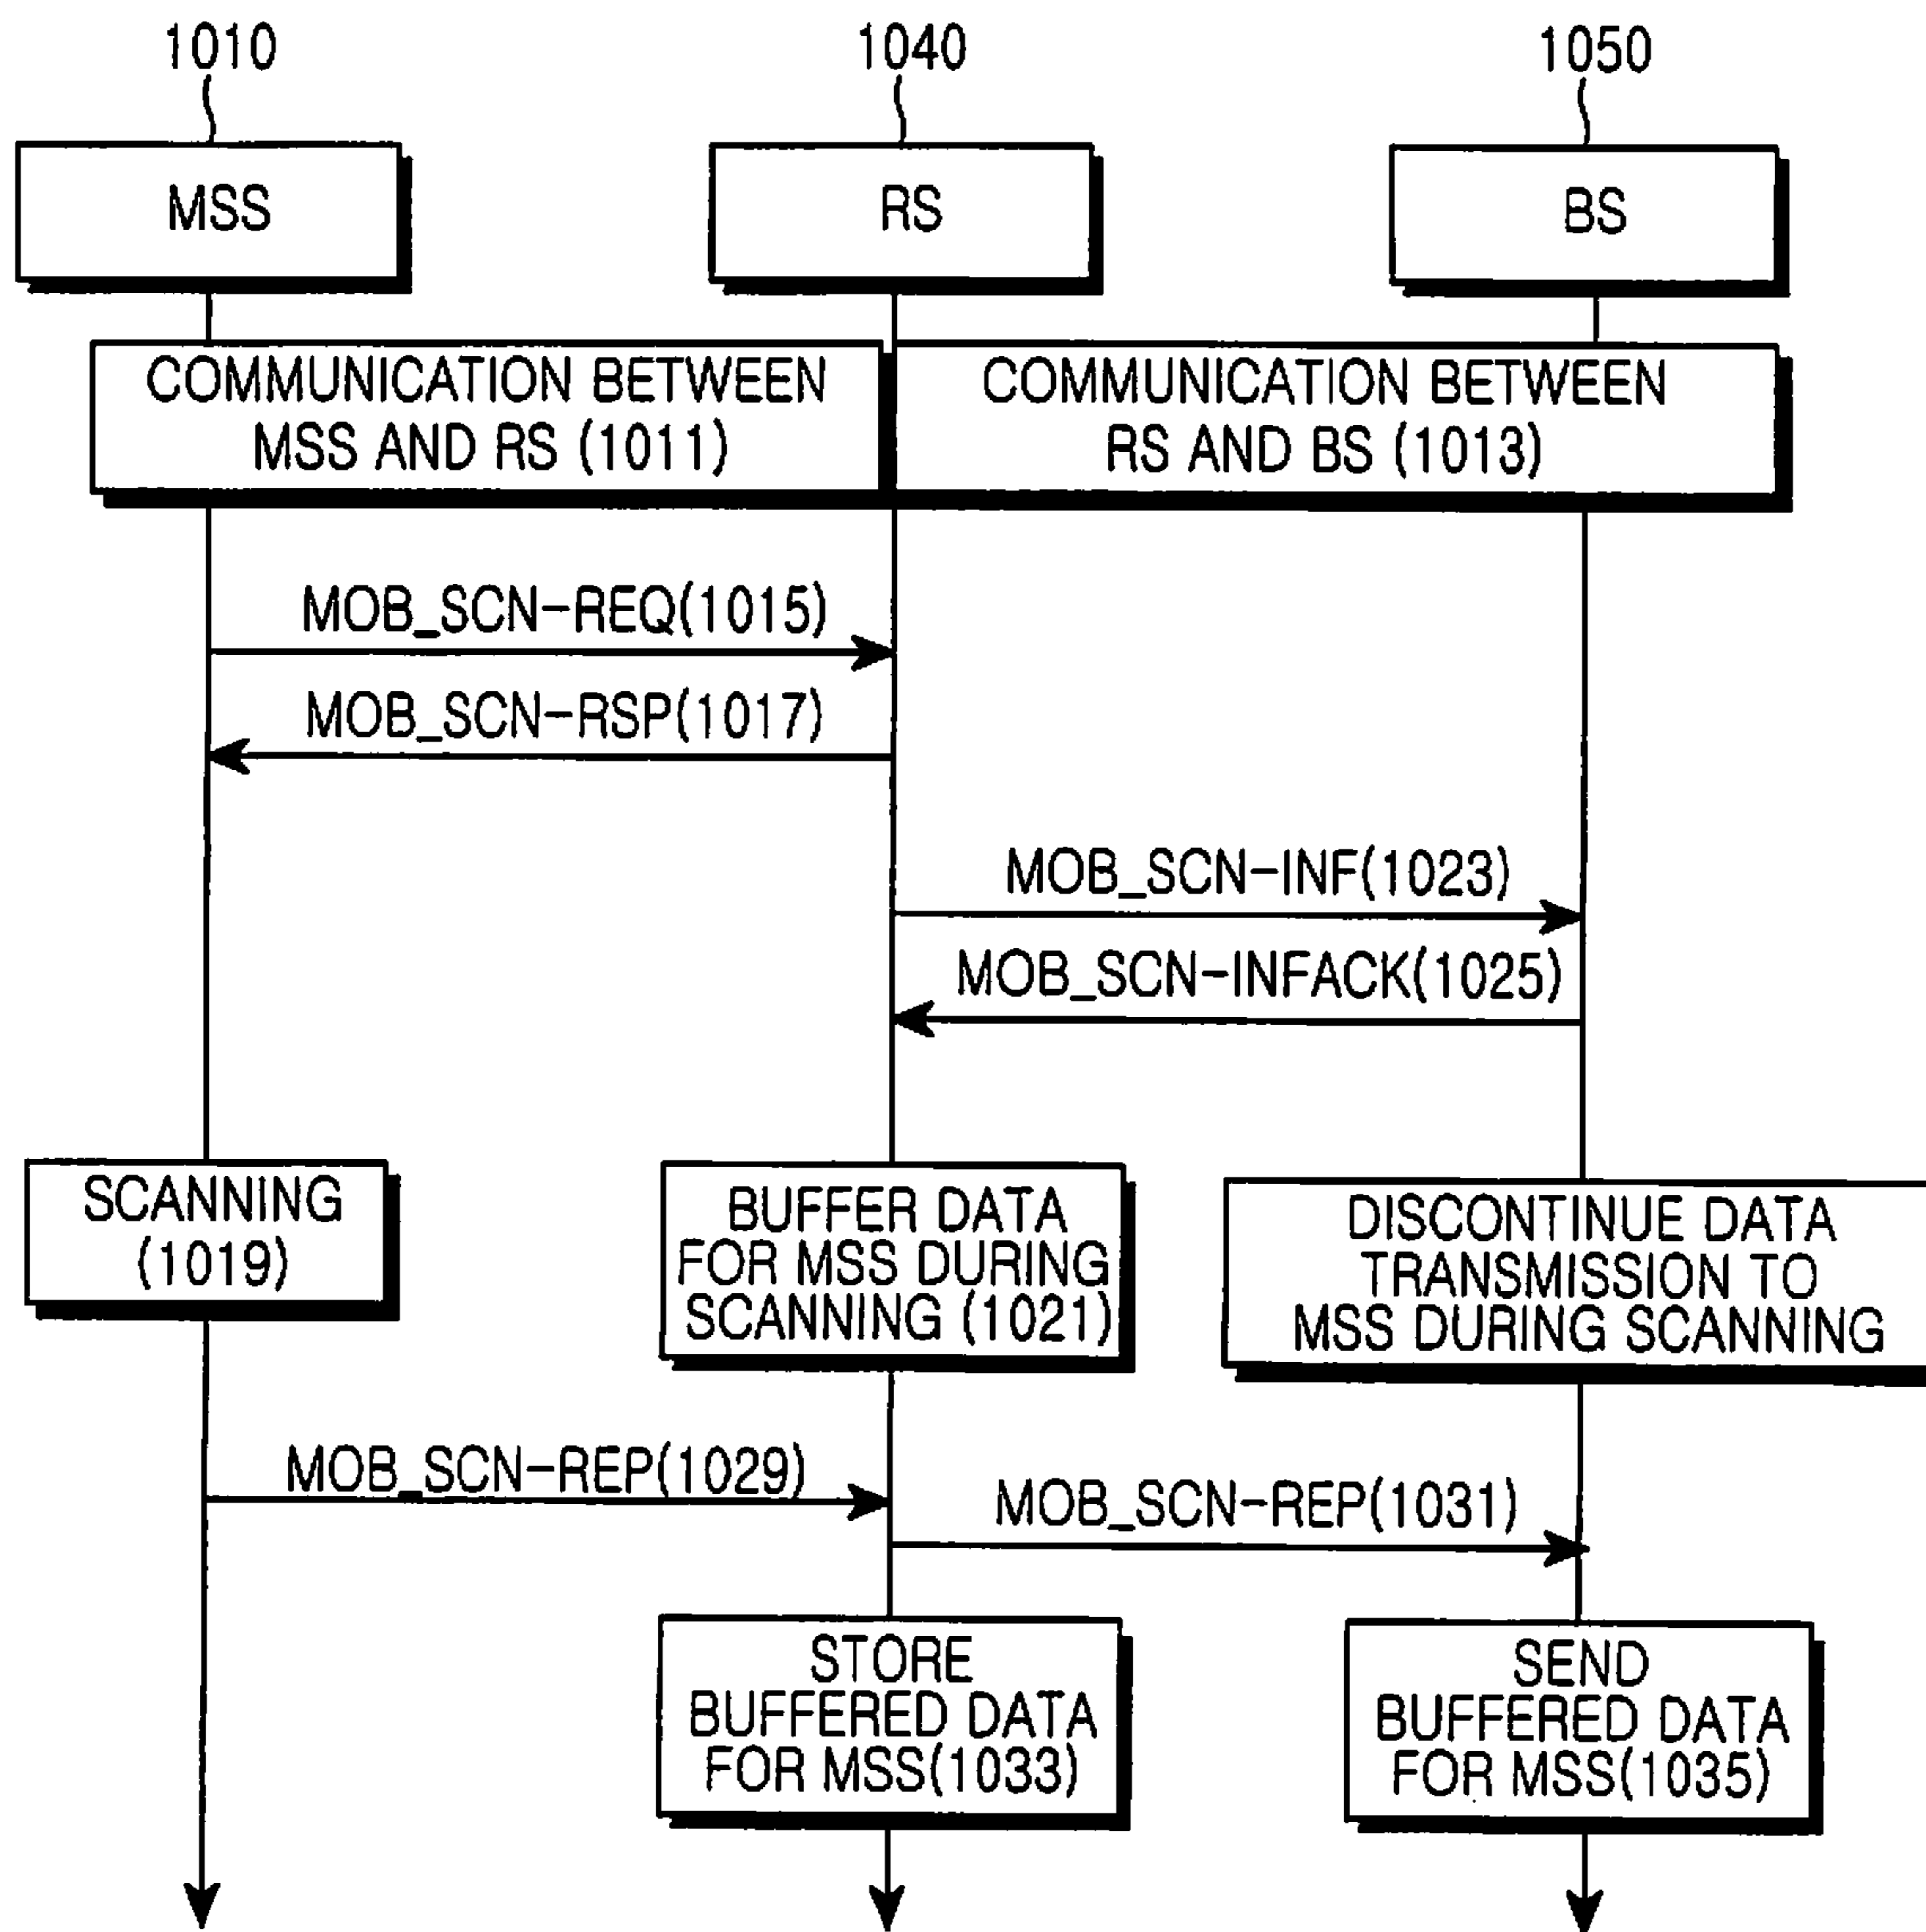 1010
1040
1050
MSS
RS
BS
COMMUNICATION BETWEEN
MSS AND RS (1011)
COMMUNICATION BETWEEN
RS AND BS (1013)
MOB_SCN-REQ(1015)
MOB_SCN-RSP(1017)
MOB_SCN-INF(1023)
MOB_SCN-INFACK(1025)
SCANNING
(1019)
BUFFER DATA
FOR MSS DURING
SCANNING (1021)
DISCONTINUE DATA
TRANSMISSION TO
MSS DURING SCANNING
MOB_SCN-REP(1029)
MOB_SCN-REP(1031)
STORE
BUFFERED DATA
FOR MSS(1033)
SEND
BUFFERED DATA
FOR MSS(1035)